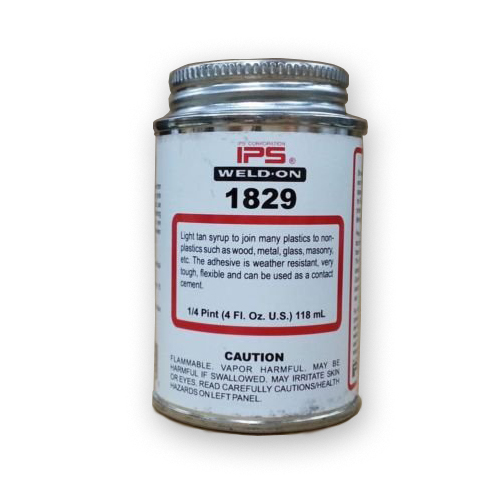 IPS CORPORATION
IPS®
WELD-ON
1829
Light tan syrup to join many plastics to non-
plastics such as wood, metal, glass, masonry,
etc. The adhesive is weather resistant, very
tough, flexible and can be used as a contact
cement.
1/4 Pint (4 Fl. Oz. U.S.) 118 mL
CAUTION
FLAMMABLE. VAPOR HARMFUL. MAY BE
HARMFUL IF SWALLOWED. MAY IRRITATE SKIN
OR EYES. READ CAREFULLY CAUTIONS/HEALTH
HAZARDS ON LEFT PANEL.